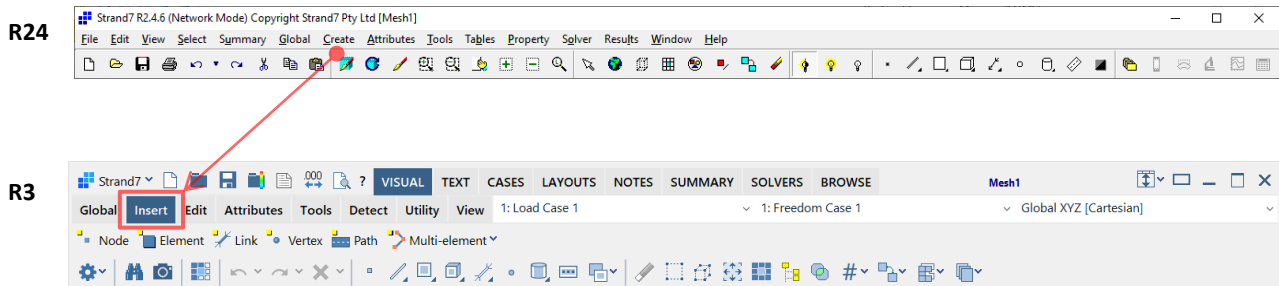 R24
Strand7 R2.4.6 (Network Mode) Copyright Strand7 Pty Ltd [Mesh1]
File Edit View Select Summary Global Create Attributes Tools Tables Property Solver Results Window Help
R3
Strand7 .000 ? VISUAL TEXT CASES LAYOUTS NOTES SUMMARY SOLVERS BROWSE Mesh1
Global Insert Edit Attributes Tools Detect Utility View 1: Load Case 1 1: Freedom Case 1 Global XYZ [Cartesian]
Node Element Link Vertex Path Multi-element
#